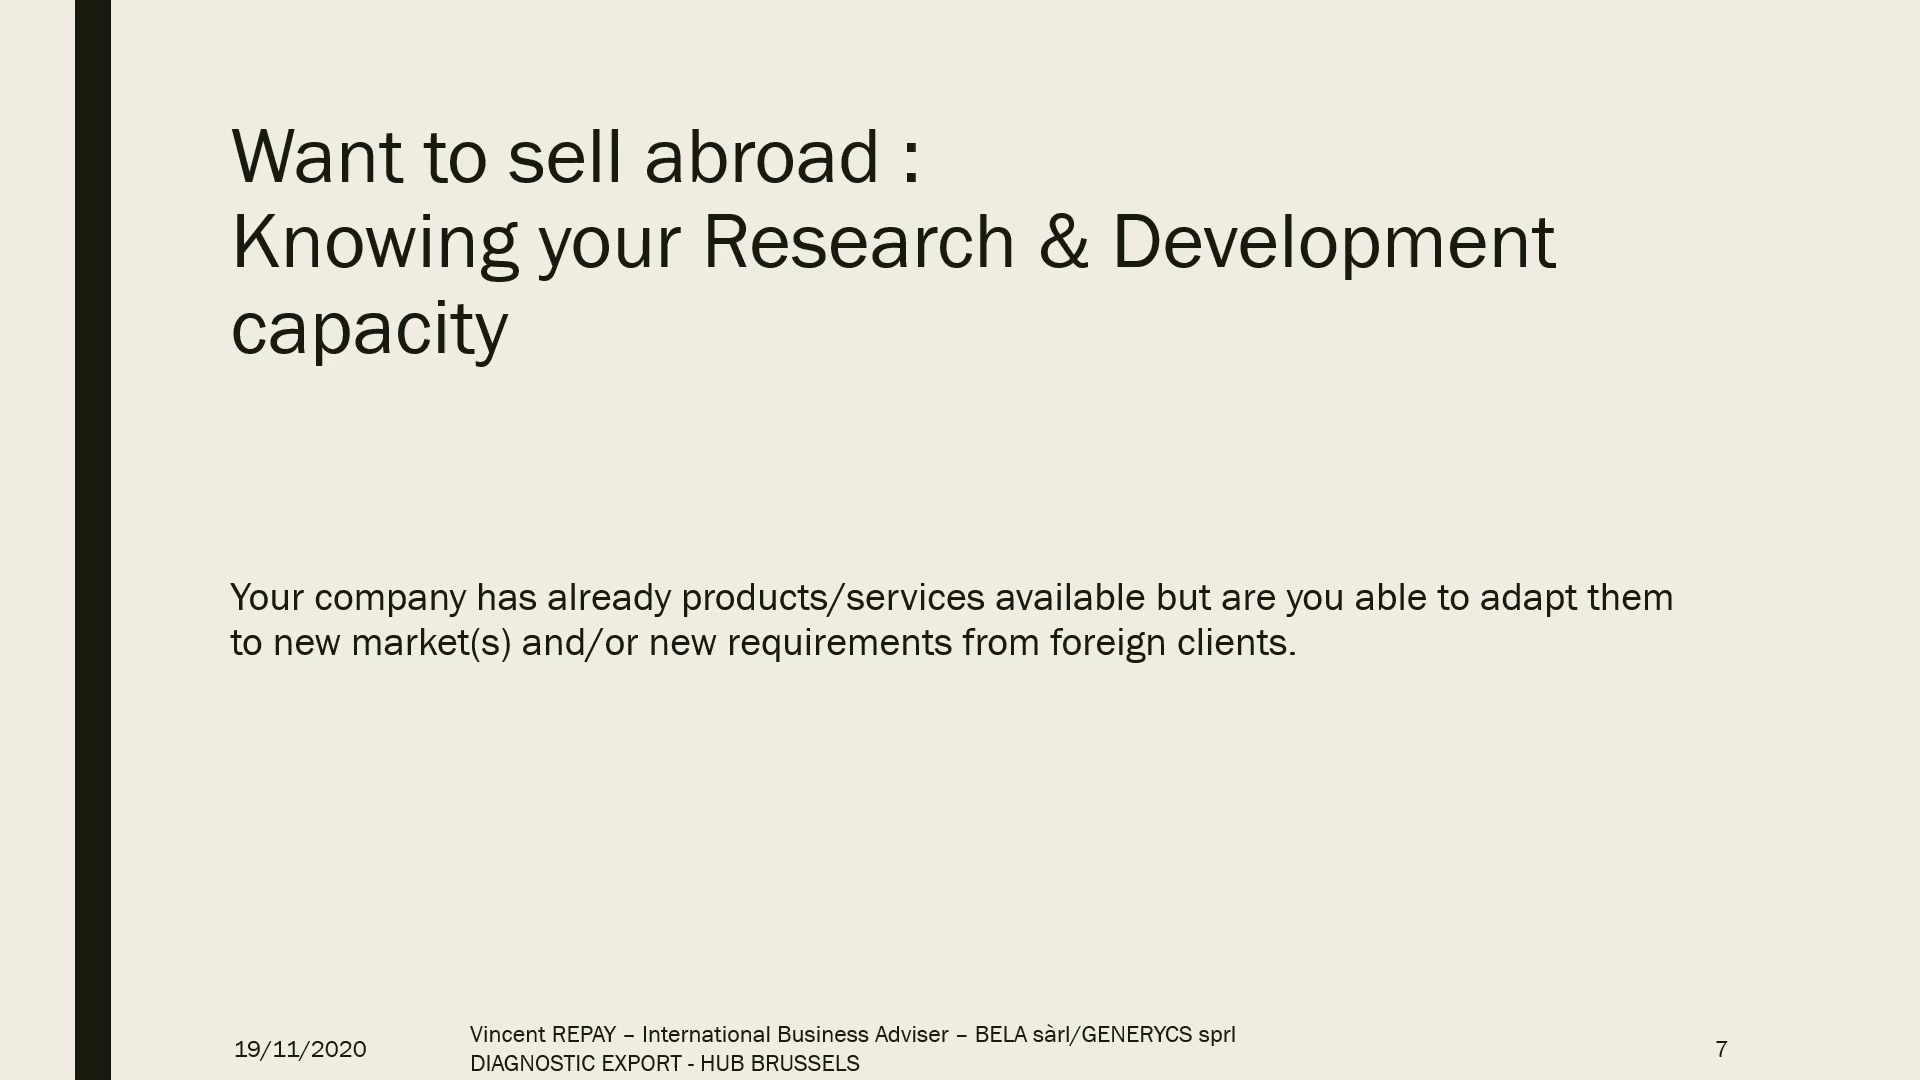 Want to sell abroad :
Knowing your Research & Development
capacity
Your company has already products/services available but are you able to adapt them
to new market(s) and/or new requirements from foreign clients.
19/11/2020
Vincent REPAY – International Business Adviser – BELA sàrl/GENERYCS sprl
DIAGNOSTIC EXPORT - HUB BRUSSELS
7